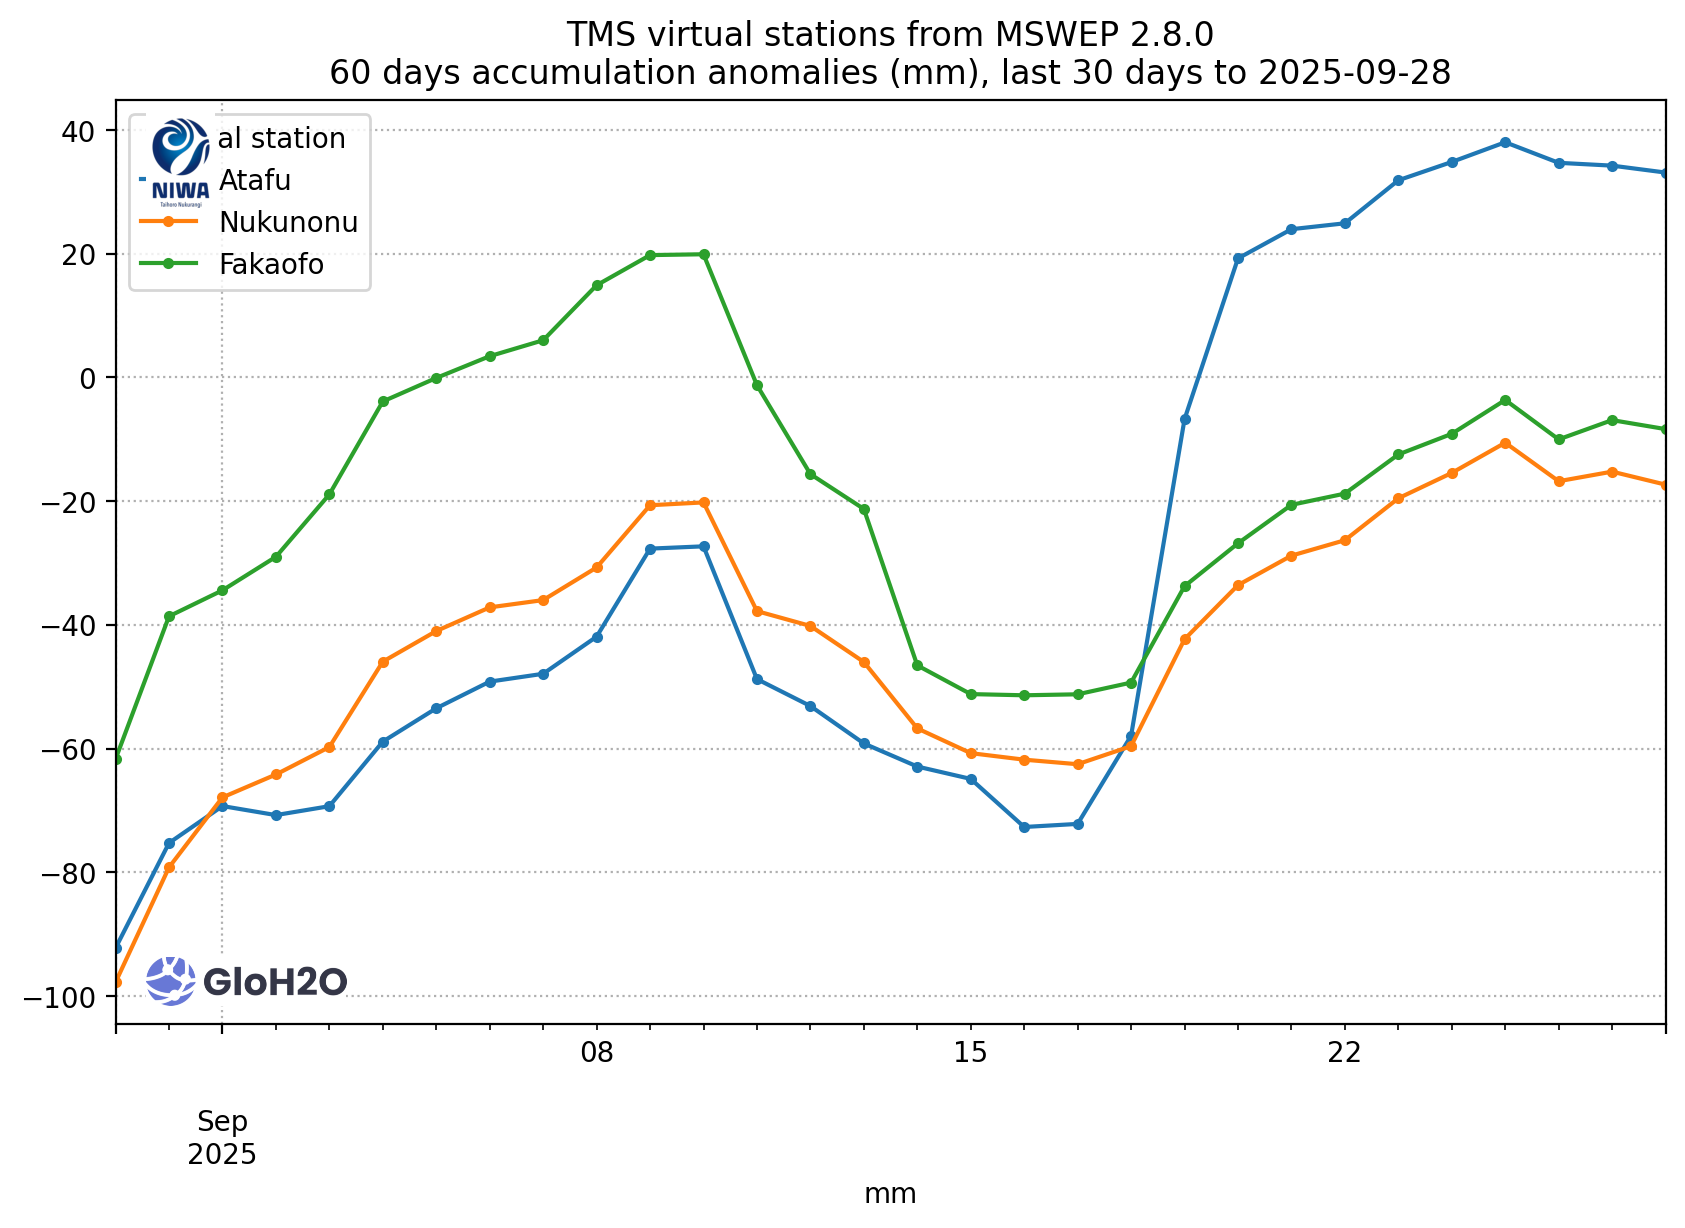 TMS virtual stations from MSWEP 2.8.0
60 days accumulation anomalies (mm), last 30 days to 2025-09-28
40
20
0
−20
−40
−60
−80
−100
al station
Atafu
Nukunonu
Fakaofo
NIWA
Taihoro Nukurangi
GloH2O
08
15
22
Sep
2025
mm